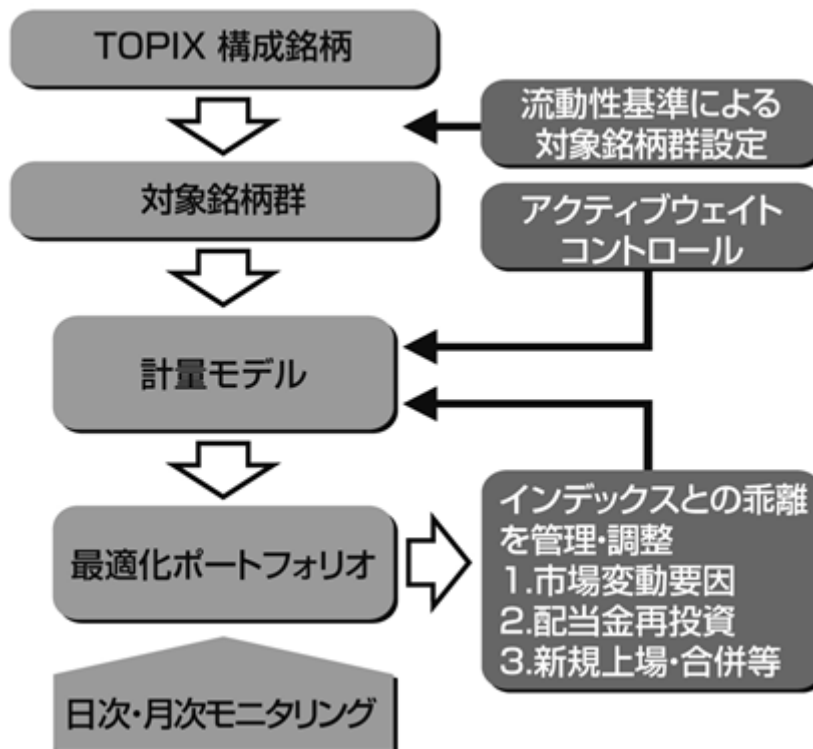 TOPIX 構成銘柄
流動性基準による
対象銘柄群設定
対象銘柄群
アクティブウェイト
コントロール
計量モデル
最適化ポートフォリオ
インデックスとの乖離
を管理・調整
1.市場変動要因
2.配当金再投資
3.新規上場・合併等
日次・月次モニタリング